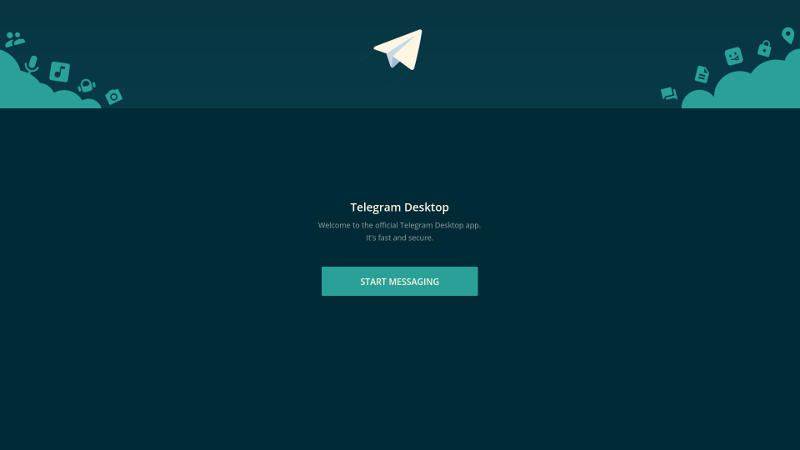 Telegram Desktop
Welcome to the official Telegram Desktop app.
It's fast and secure.
START MESSAGING